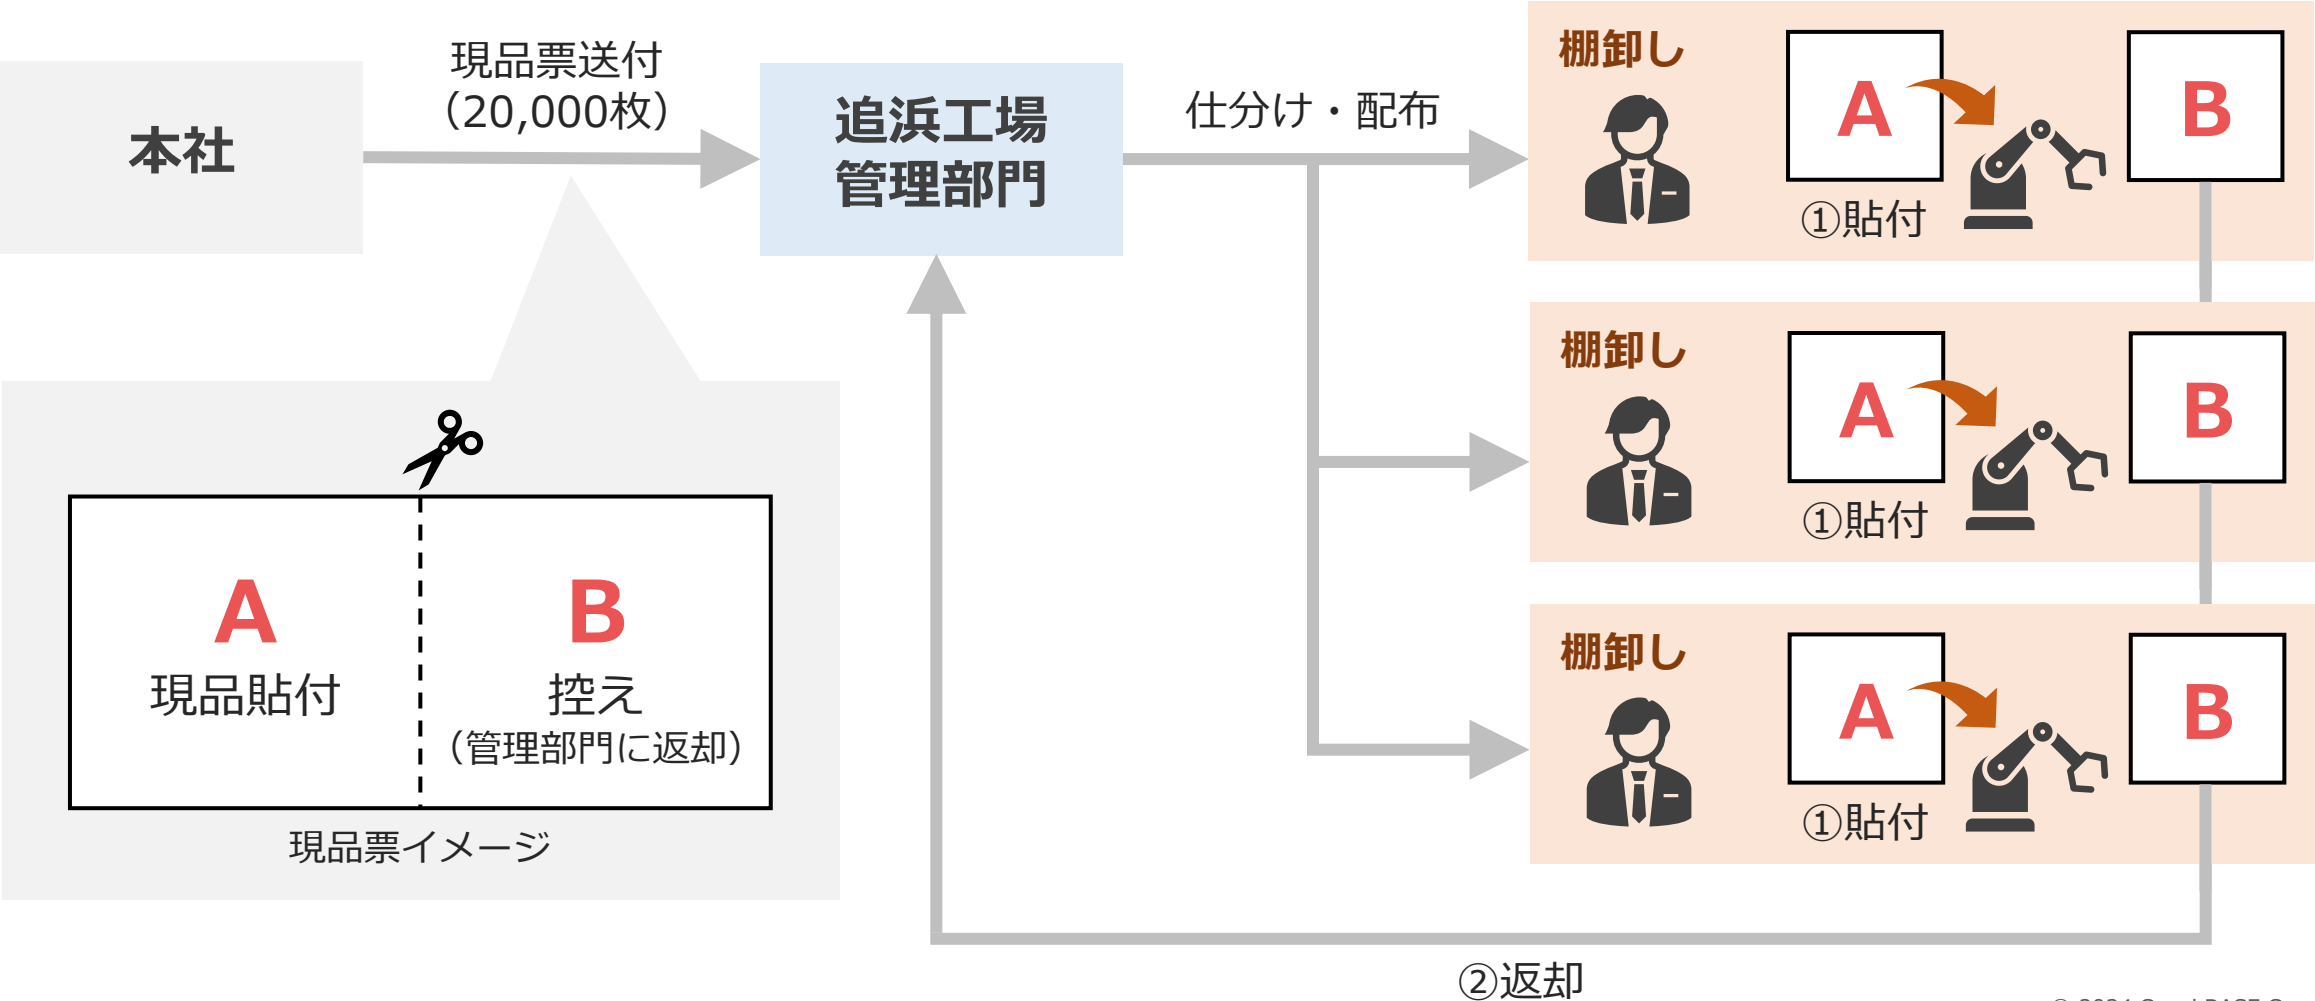 本社
現品票送付
（20,000枚）
追浜工場
管理部門
仕分け・配布
棚卸し
A
①貼付
B
棚卸し
A
①貼付
B
棚卸し
A
①貼付
B
A
現品貼付
B
控え
（管理部門に返却）
現品票イメージ
②返却